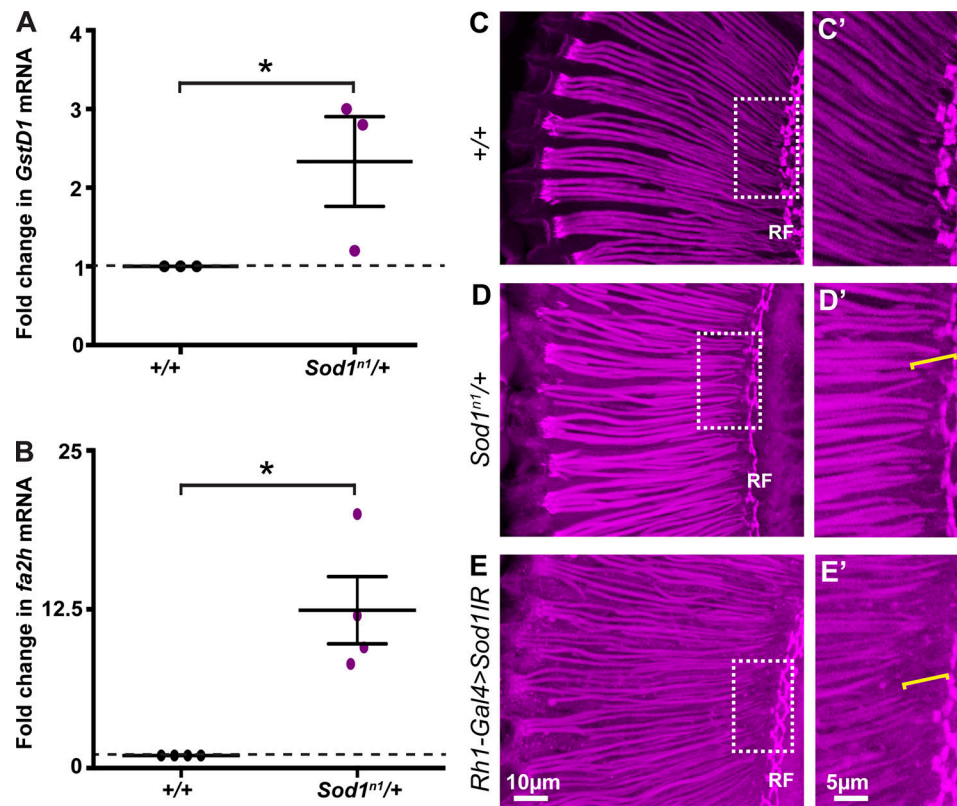 A
Fold change in GstD1 mRNA
4
3
2
1
0
*
+/+
Sod1ⁿ¹/+
B
Fold change in fa2h mRNA
25
12.5
0
*
+/+
Sod1ⁿ¹/+
C
C’
+/+
RF
D
D’
Sod1ⁿ¹/+
RF
E
E’
Rh1-Gal4>Sod1IR
RF
10µm
5µm